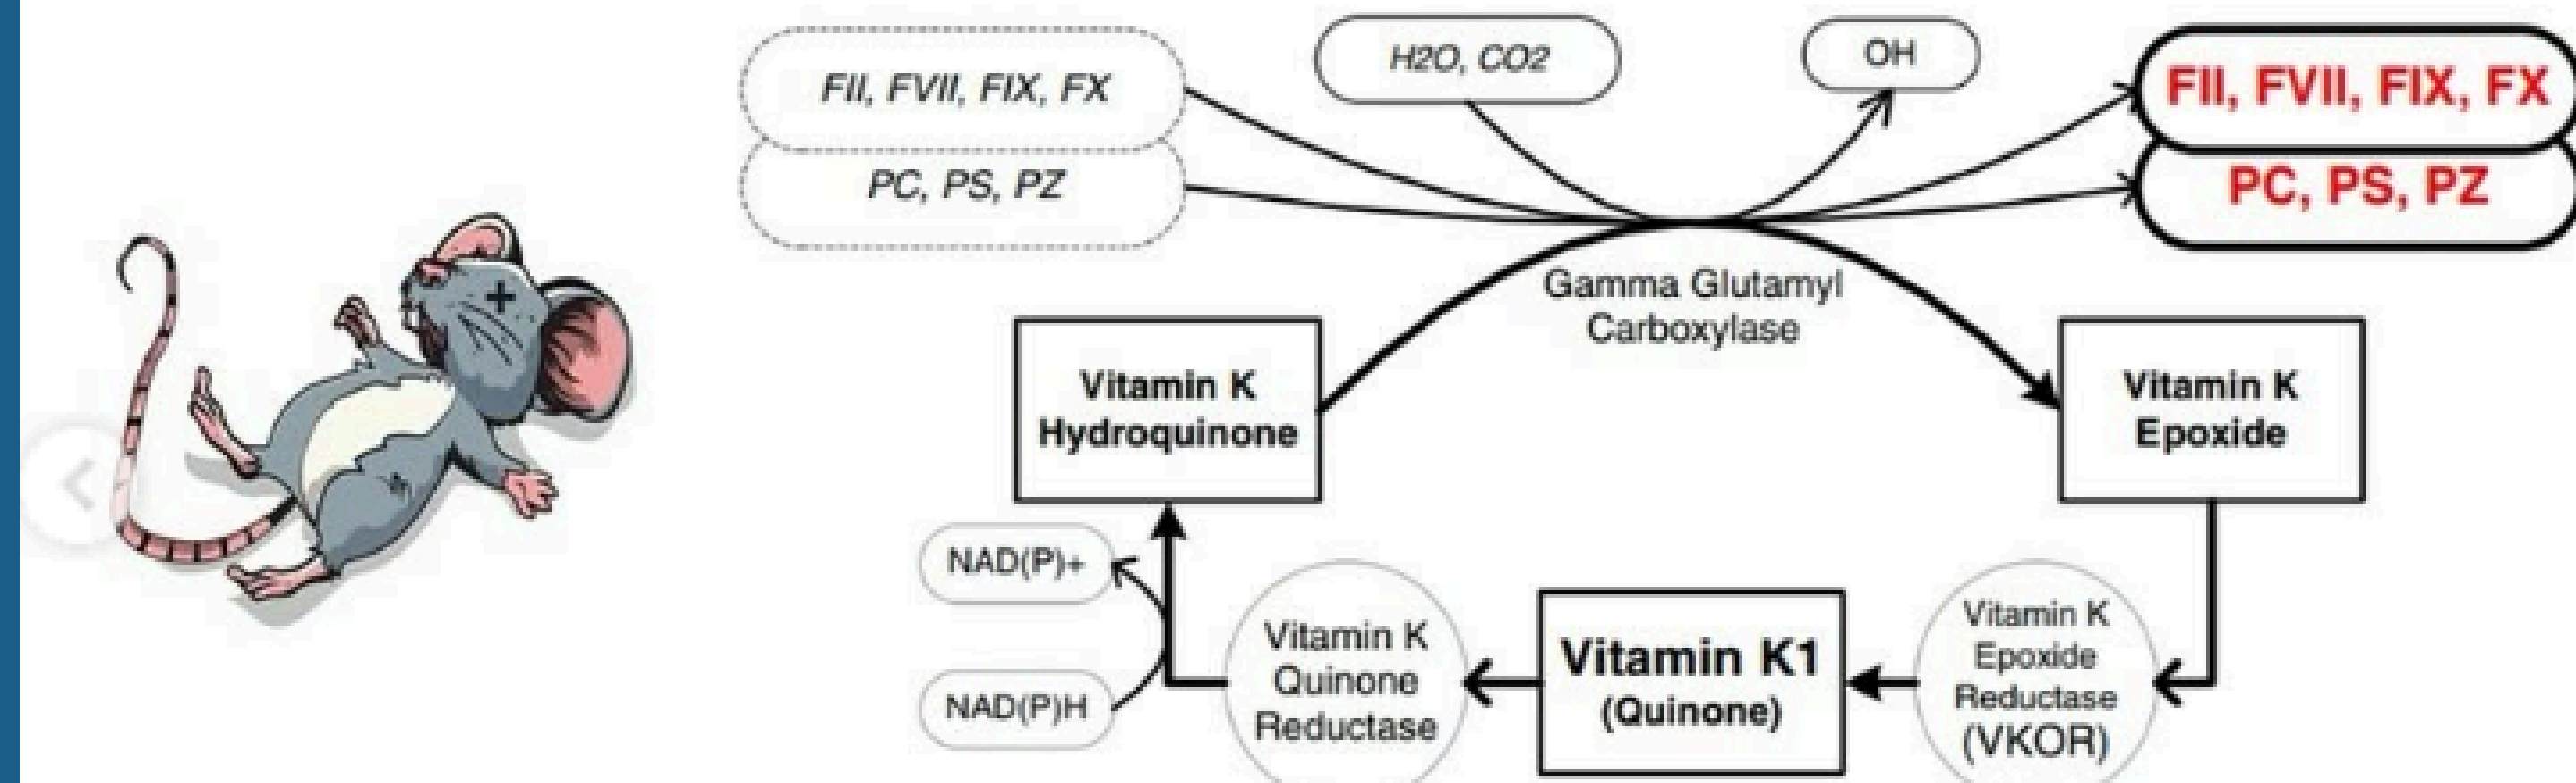 FII, FVII, FIX, FX
PC, PS, PZ
H2O, CO2
OH
FII, FVII, FIX, FX
PC, PS, PZ
Gamma Glutamyl
Carboxylase
Vitamin K
Hydroquinone
Vitamin K
Epoxide
NAD(P)+
NAD(P)H
Vitamin K
Quinone
Reductase
Vitamin K1
(Quinone)
Vitamin K
Epoxide
Reductase
(VKOR)